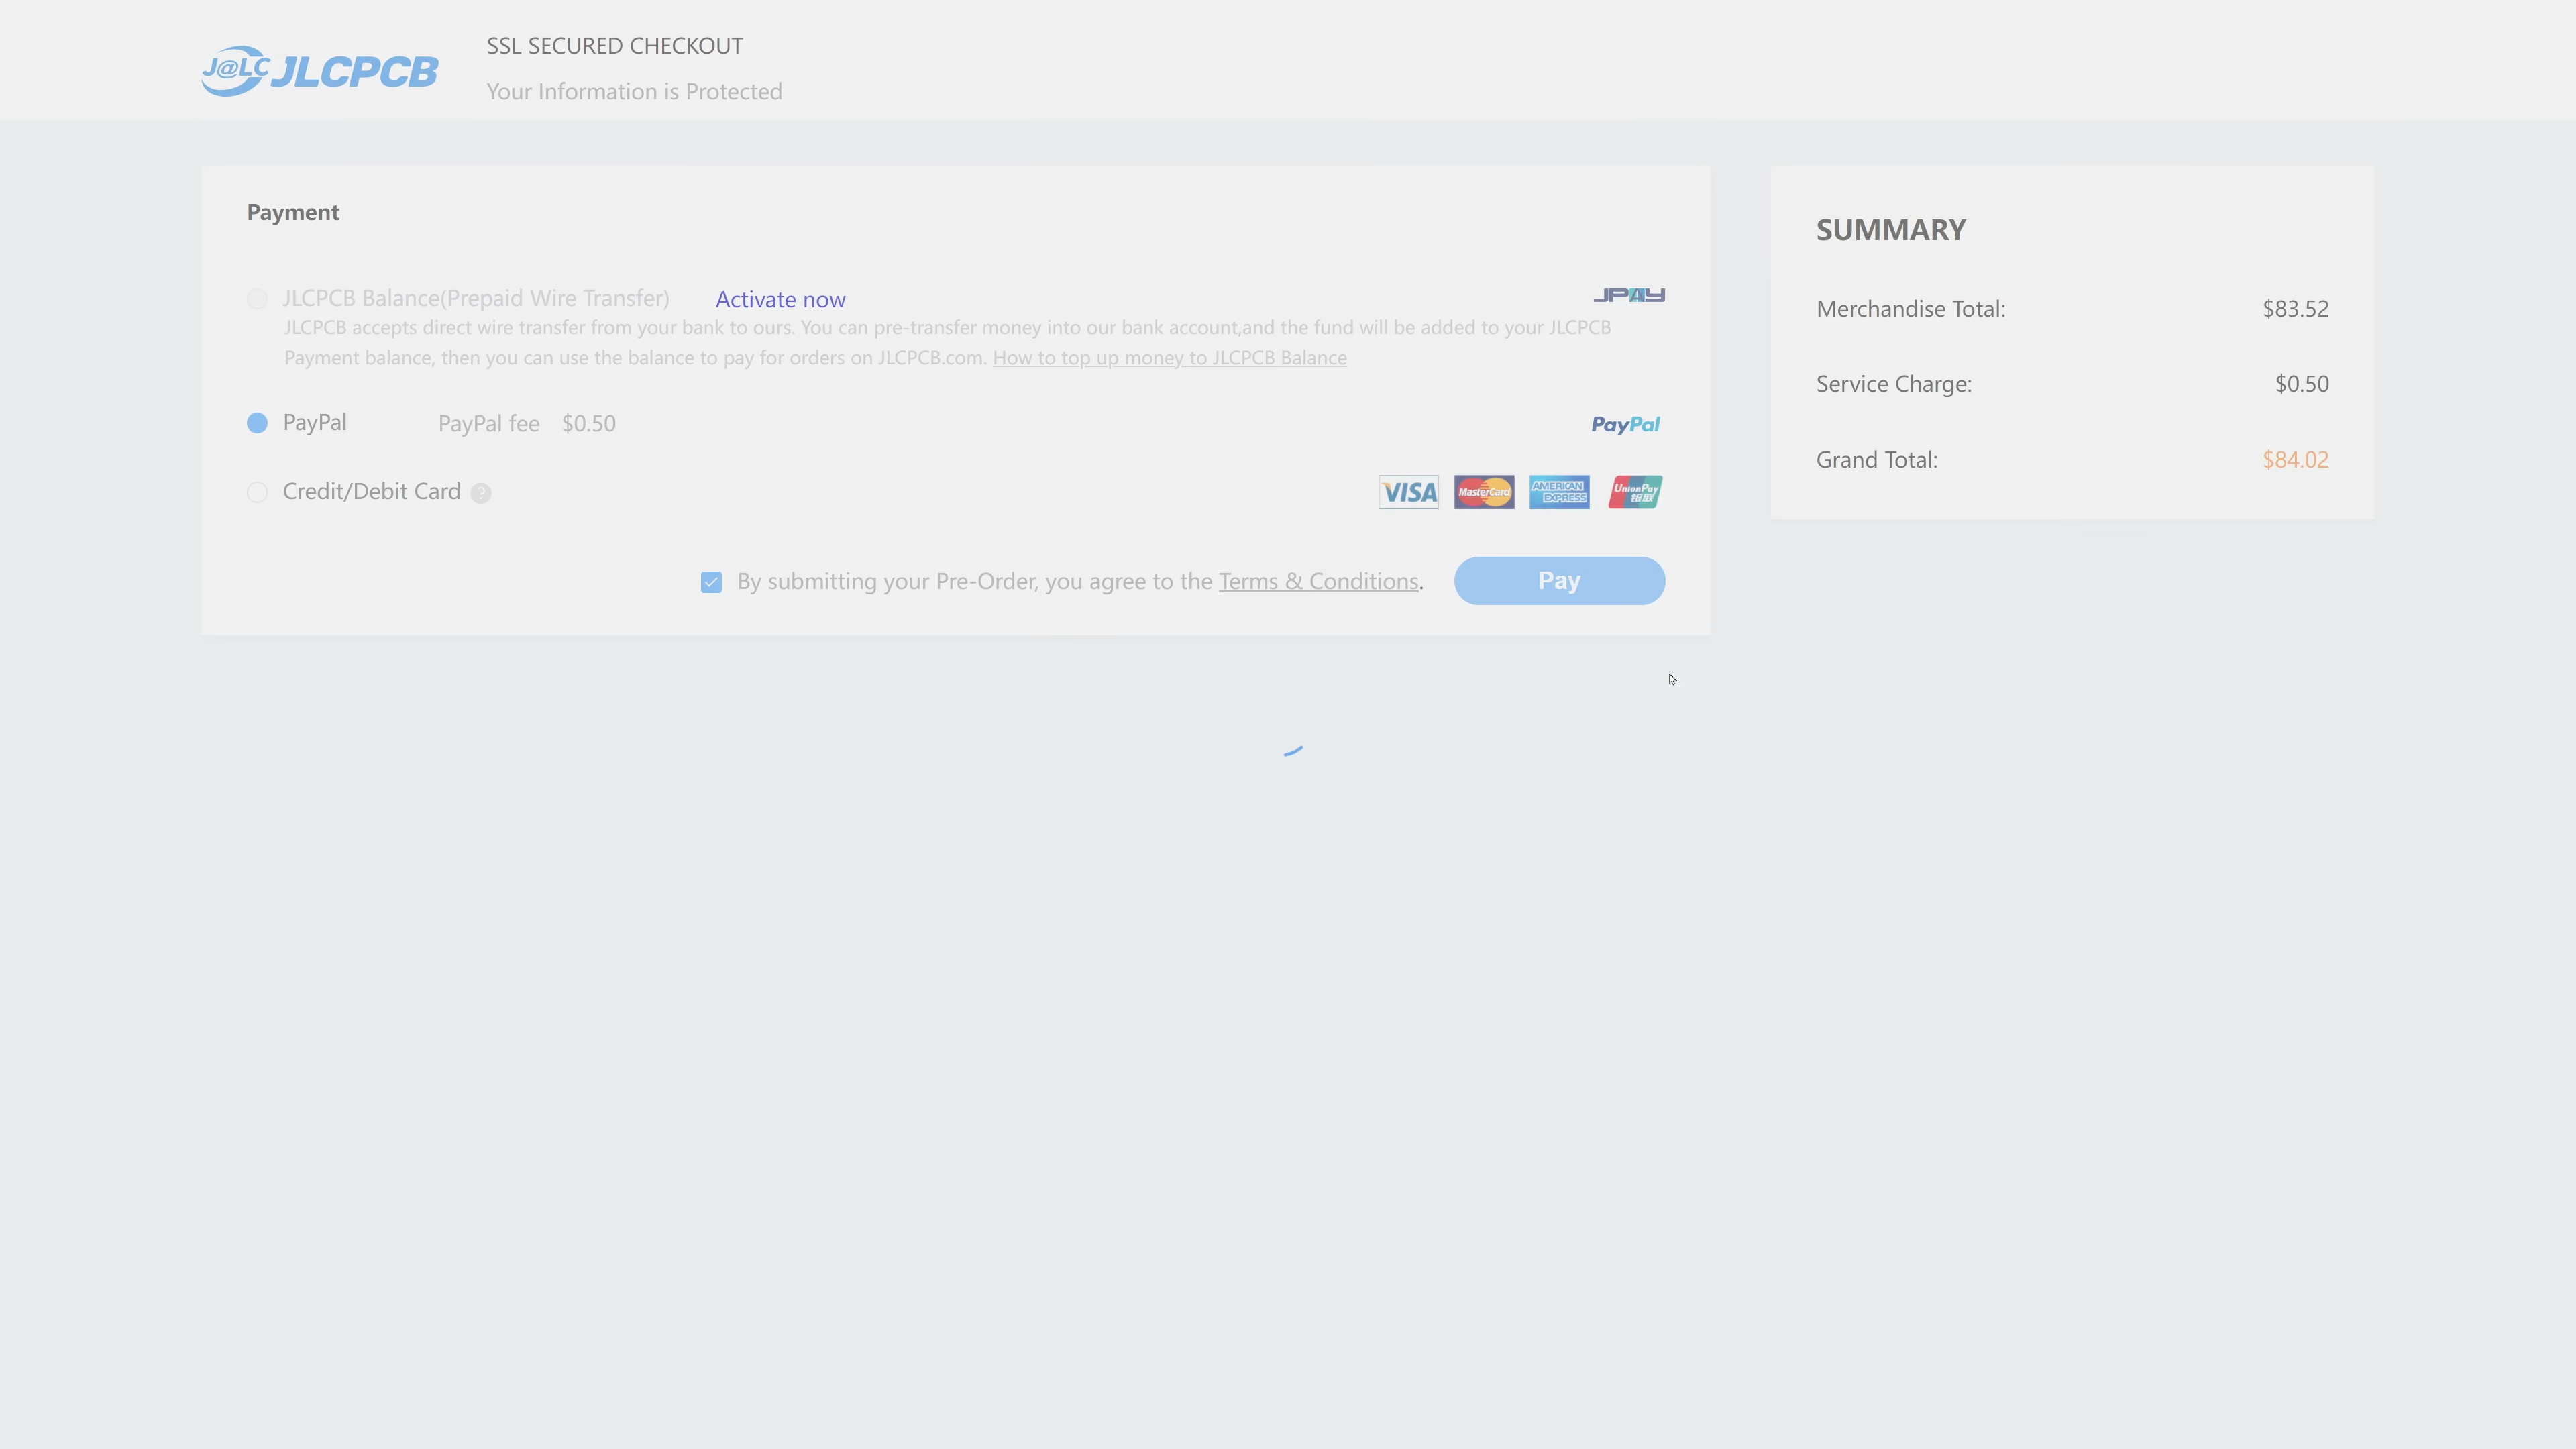 J@LC JLCPCB
SSL SECURED CHECKOUT
Your Information is Protected
Payment
JLCPCB Balance(Prepaid Wire Transfer) Activate now JPAY
JLCPCB accepts direct wire transfer from your bank to ours. You can pre-transfer money into our bank account,and the fund will be added to your JLCPCB
Payment balance, then you can use the balance to pay for orders on JLCPCB.com. How to top up money to JLCPCB Balance
PayPal PayPal fee $0.50 PayPal
Credit/Debit Card ? VISA MasterCard AMERICAN EXPRESS UnionPay 银联
By submitting your Pre-Order, you agree to the Terms & Conditions. Pay
SUMMARY
Merchandise Total: $83.52
Service Charge: $0.50
Grand Total: $84.02